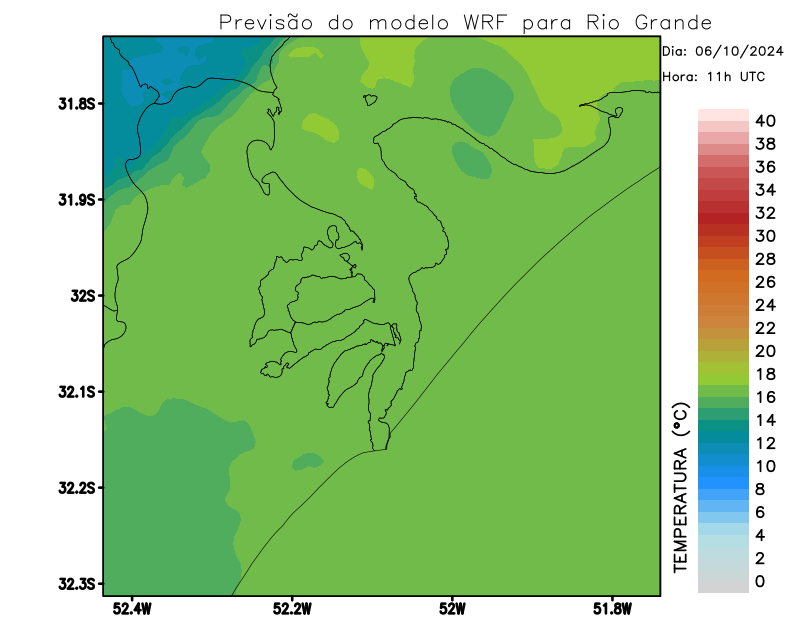 Previsão do modelo WRF para Rio Grande
Dia: 06/10/2024
Hora: 11h UTC
31.8S
31.9S
32S
32.1S
32.2S
32.3S
52.4W
52.2W
52W
51.8W
TEMPERATURA (ºC)
40
38
36
34
32
30
28
26
24
22
20
18
16
14
12
10
8
6
4
2
0